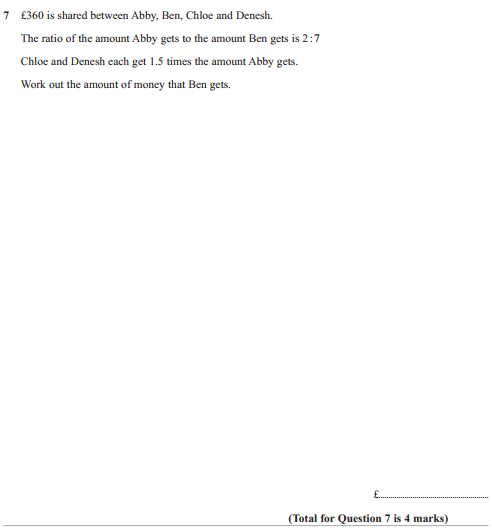 7 £360 is shared between Abby, Ben, Chloe and Denesh.
The ratio of the amount Abby gets to the amount Ben gets is 2:7
Chloe and Denesh each get 1.5 times the amount Abby gets.
Work out the amount of money that Ben gets.
£..............................................................
(Total for Question 7 is 4 marks)